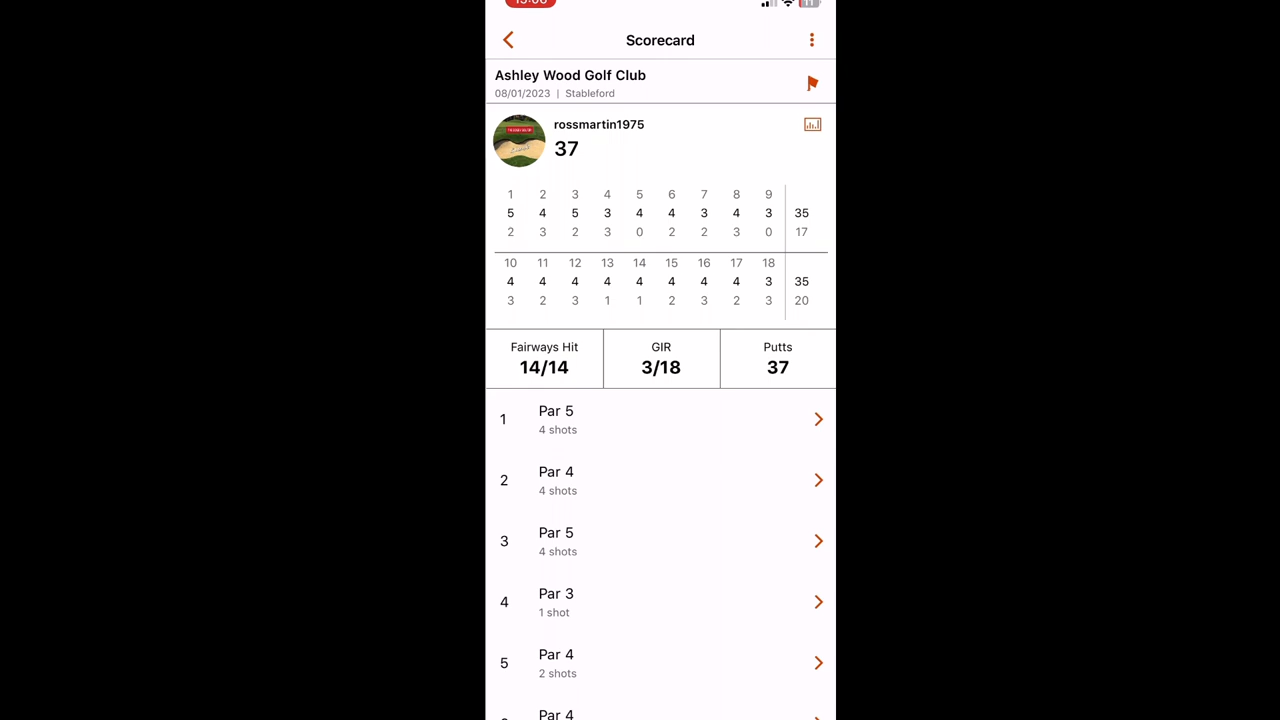 Scorecard
Ashley Wood Golf Club
08/01/2023 | Stableford
rossmartin1975
37
1 2 3 4 5 6 7 8 9
5 4 5 3 4 4 3 4 3 35
2 3 2 3 0 2 2 3 0 17
10 11 12 13 14 15 16 17 18
4 4 4 4 4 4 4 4 3 35
3 2 3 1 1 2 3 2 3 20
Fairways Hit GIR Putts
14/14 3/18 37
1 Par 5
4 shots
2 Par 4
4 shots
3 Par 5
4 shots
4 Par 3
1 shot
5 Par 4
2 shots
Par 4